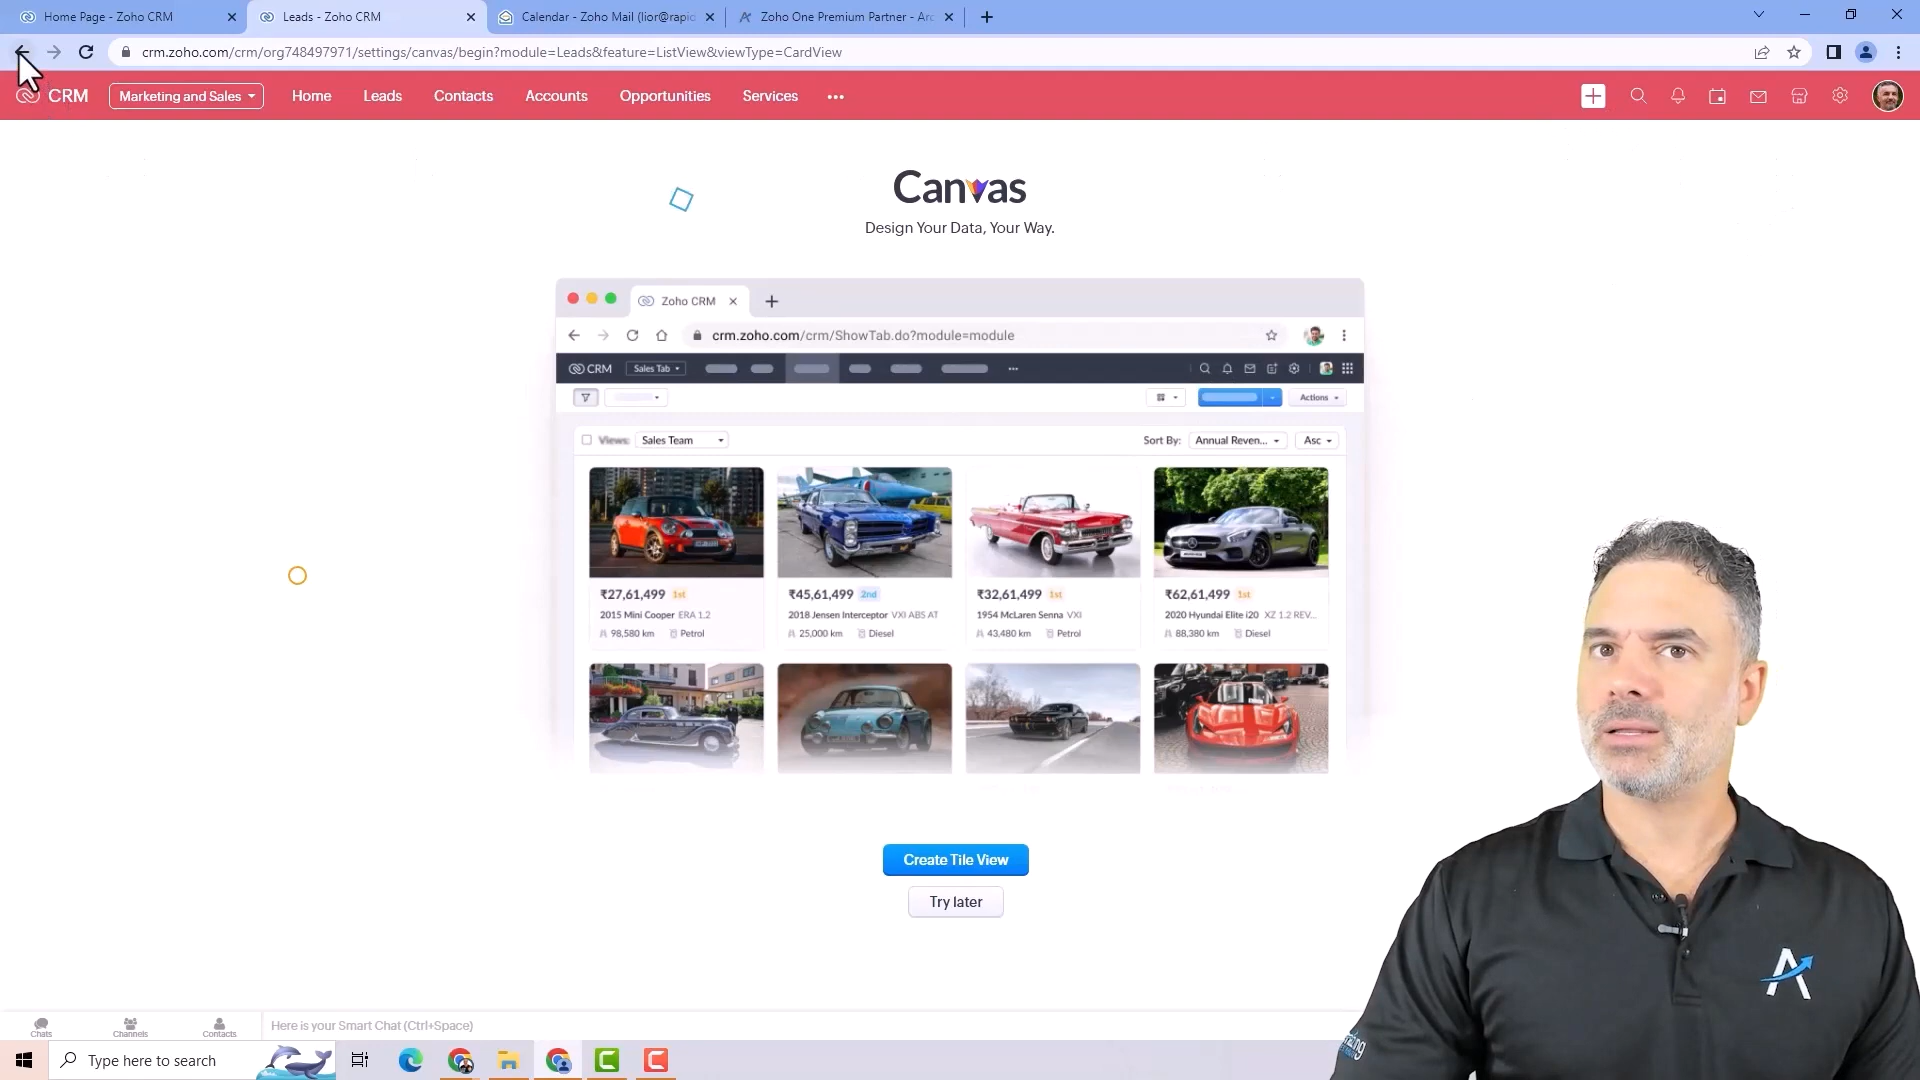 Home Page - Zoho CRM
Leads - Zoho CRM
Calendar - Zoho Mail (lior@rapid
Zoho One Premium Partner - Arc
crm.zoho.com/crm/org748497971/settings/canvas/begin?module=Leads&feature=ListView&viewType=CardView
CRM
Marketing and Sales
Home
Leads
Contacts
Accounts
Opportunities
Services
Canvas
Design Your Data, Your Way.
Zoho CRM
crm.zoho.com/crm/ShowTab.do?module=module
CRM
Sales Tab
Actions
Views:
Sales Team
Sort By:
Annual Reven...
Asc
₹27,61,499 1st
₹45,61,499 2nd
₹32,61,499 1st
₹62,61,499 1st
2015 Mini Cooper ERA 1.2
2018 Jensen Interceptor VXI ABS AT
1954 McLaren Senna VXI
2020 Hyundai Elite i20 XZ 1.2 REV...
98,580 km Petrol
25,000 km Diesel
43,480 km Petrol
88,380 km Diesel
Create Tile View
Try later
Chats
Channels
Contacts
Here is your Smart Chat (Ctrl+Space)
Type here to search